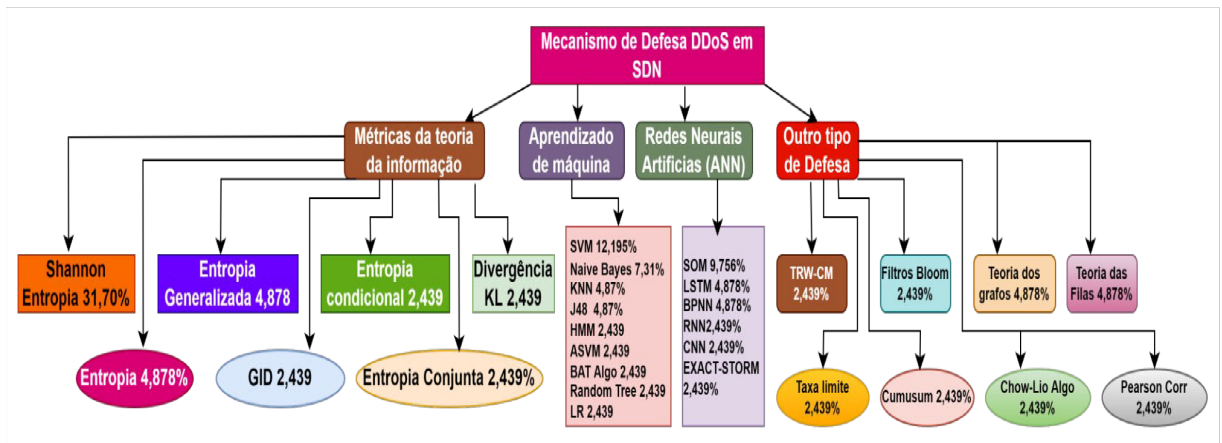 Mecanismo de Defesa DDoS em
SDN
Métricas da teoria
da informação
Aprendizado
de máquina
Redes Neurais
Artificias (ANN)
Outro tipo
de Defesa
Shannon
Entropia 31,70%
Entropia
Generalizada 4,878
Entropia
condicional 2,439
Divergência
KL 2,439
Entropia 4,878%
GID 2,439
Entropia Conjunta 2,439%
SVM 12,195%
Naive Bayes 7,31%
KNN 4,87%
J48 4,87%
HMM 2,439
ASVM 2,439
BAT Algo 2,439
Random Tree 2,439
LR 2,439
SOM 9,756%
LSTM 4,878%
BPNN 4,878%
RNN2,439%
CNN 2,439%
EXACT-STORM
2,439%
TRW-CM
2,439%
Filtros Bloom
2,439%
Teoria dos
grafos 4,878%
Teoria das
Filas 4,878%
Taxa limite
2,439%
Cumusum 2,439%
Chow-Lio Algo
2,439%
Pearson Corr
2,439%